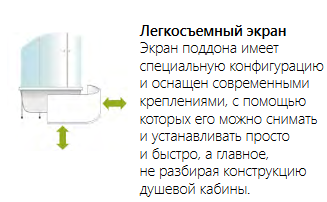 Легкосъемный экран
Экран поддона имеет
специальную конфигурацию
и оснащен современными
креплениями, с помощью
которых его можно снимать
и устанавливать просто
и быстро, а главное,
не разбирая конструкцию
душевой кабины.